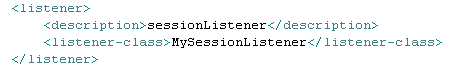 <listener>
<description>sessionListener</description>
<listener-class>MySessionListener</listener-class>
</listener>